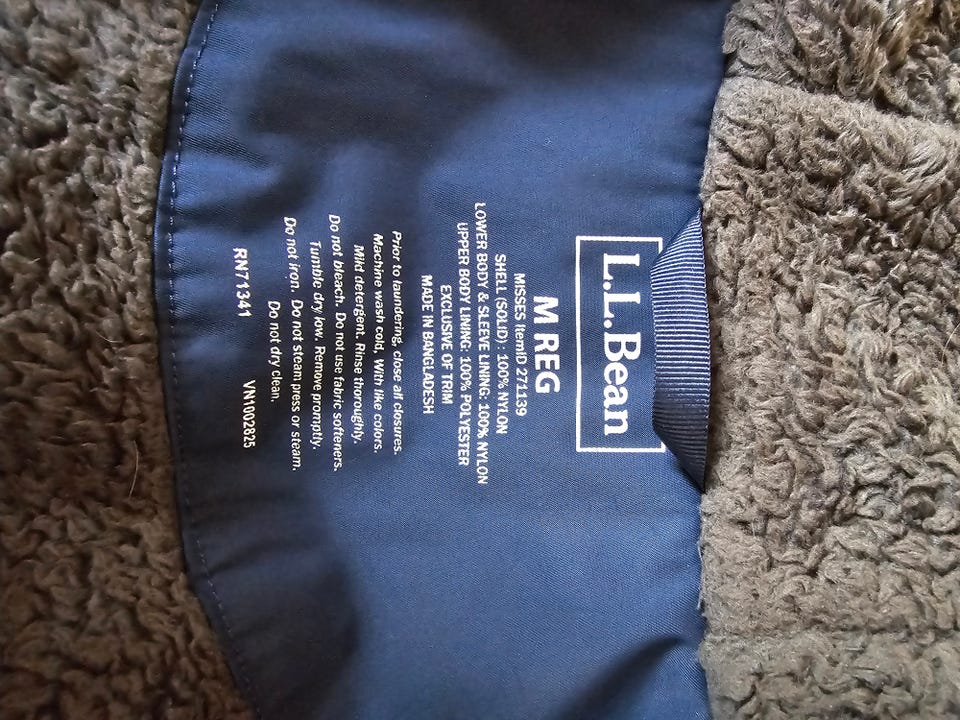 L.L.Bean
M REG
MISSES ItemID 271139
SHELL (SOLID) : 100% NYLON
LOWER BODY & SLEEVE LINING: 100% NYLON
UPPER BODY LINING: 100% POLYESTER
EXCLUSIVE OF TRIM
MADE IN BANGLADESH
Prior to laundering, close all closures.
Machine wash cold, With like colors.
Mild detergent. Rinse thoroughly.
Do not bleach. Do not use fabric softeners.
Tumble dry low. Remove promptly.
Do not iron. Do not steam press or steam.
Do not dry clean.
RN71341 VN1002825